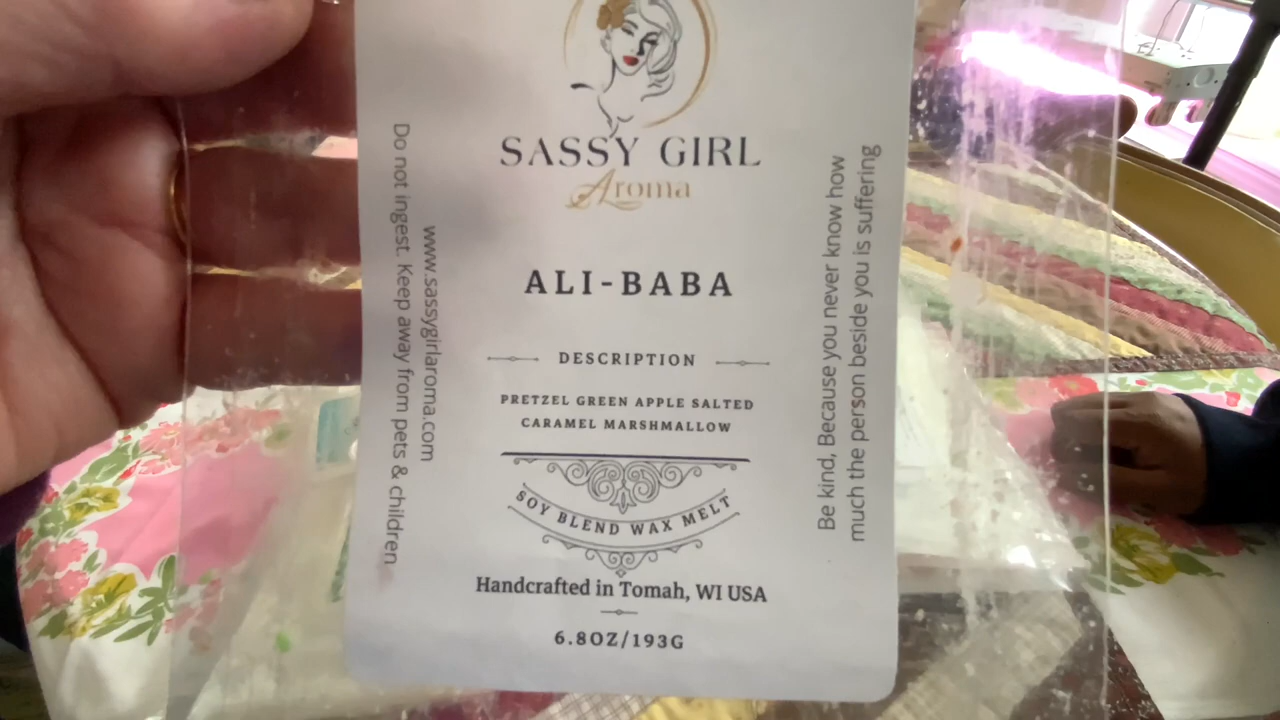 SASSY GIRL
Aroma
ALI-BABA
DESCRIPTION
PRETZEL GREEN APPLE SALTED
CARAMEL MARSHMALLOW
SOY BLEND WAX MELT
Handcrafted in Tomah, WI USA
6.8OZ/193G
Do not ingest. Keep away from pets & children
www.sassygirlaroma.com
Be kind, Because you never know how
much the person beside you is suffering